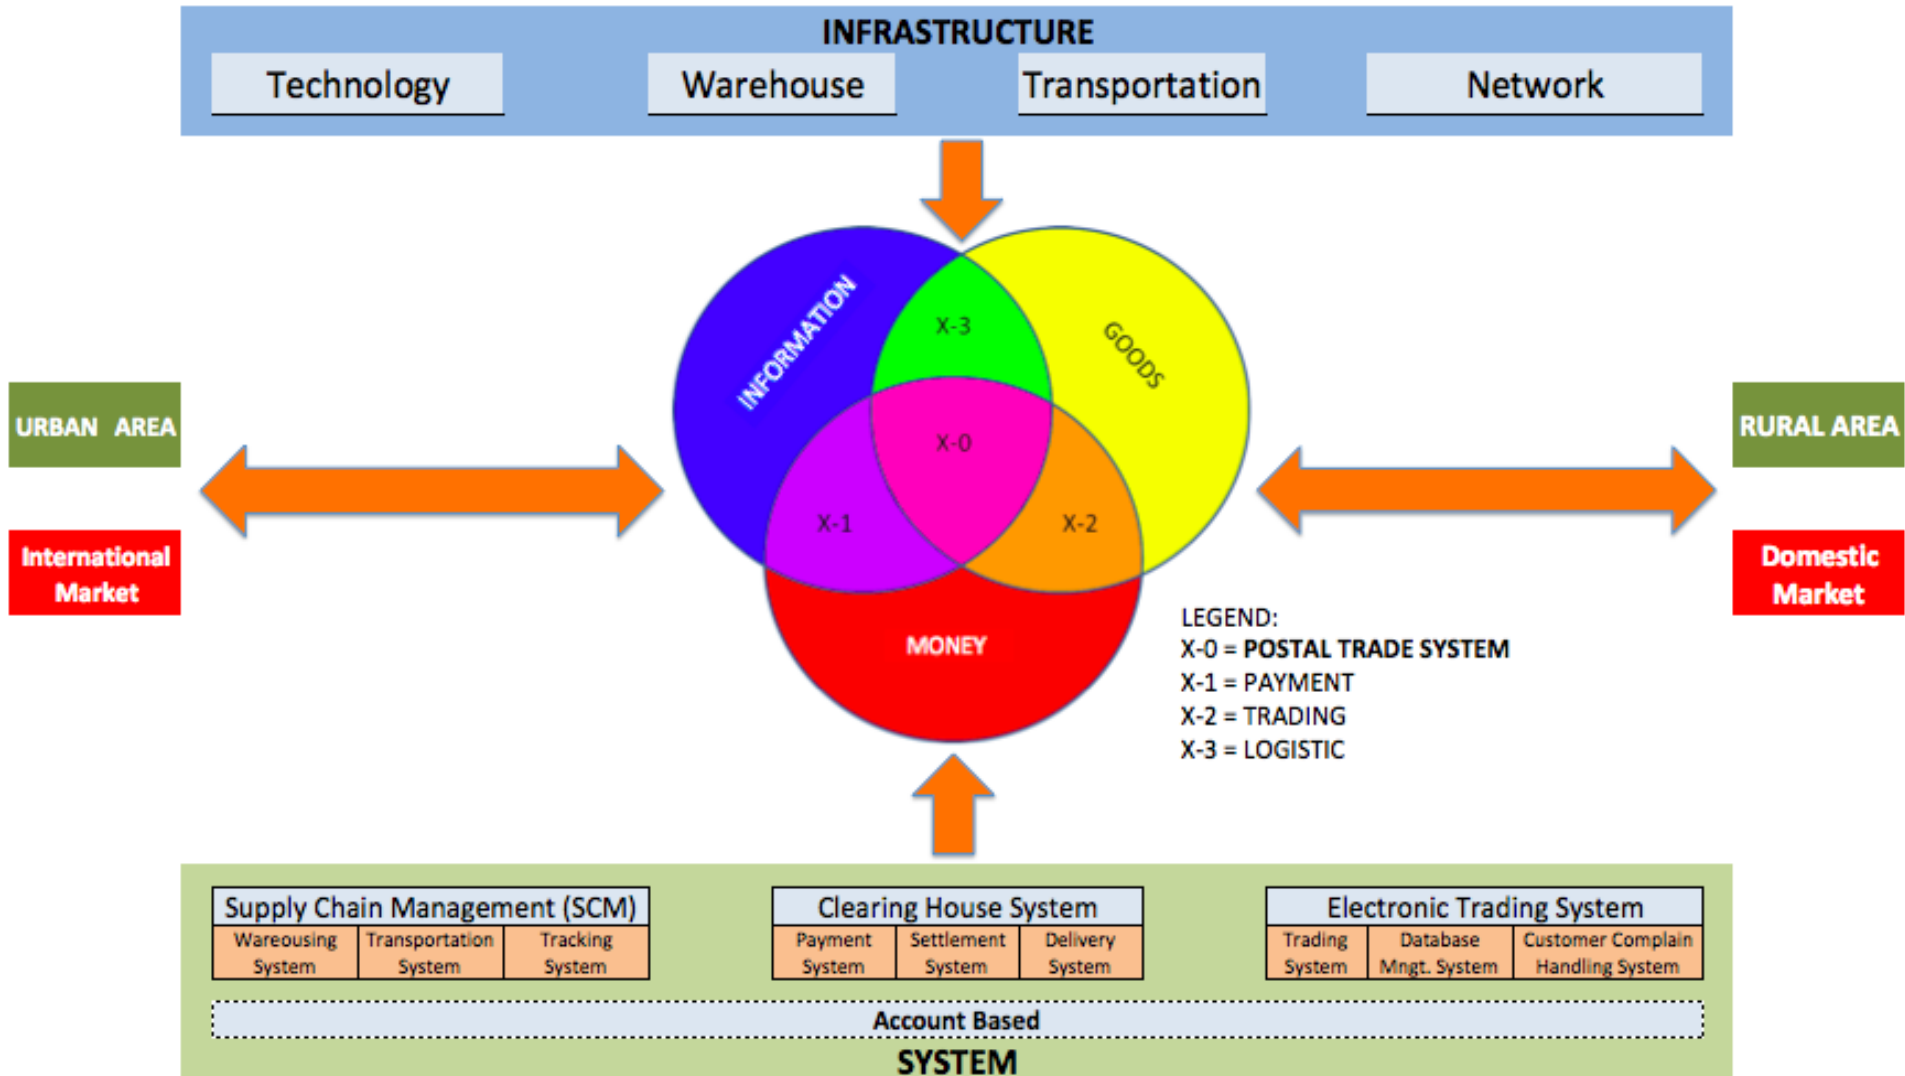 INFRASTRUCTURE
Technology
Warehouse
Transportation
Network
INFORMATION
GOODS
X-3
X-0
X-1
X-2
MONEY
URBAN AREA
International
Market
RURAL AREA
Domestic
Market
LEGEND:
X-0 = POSTAL TRADE SYSTEM
X-1 = PAYMENT
X-2 = TRADING
X-3 = LOGISTIC
Supply Chain Management (SCM)
Wareousing
System
Transportation
System
Tracking
System
Clearing House System
Payment
System
Settlement
System
Delivery
System
Electronic Trading System
Trading
System
Database
Mngt. System
Customer Complain
Handling System
Account Based
SYSTEM